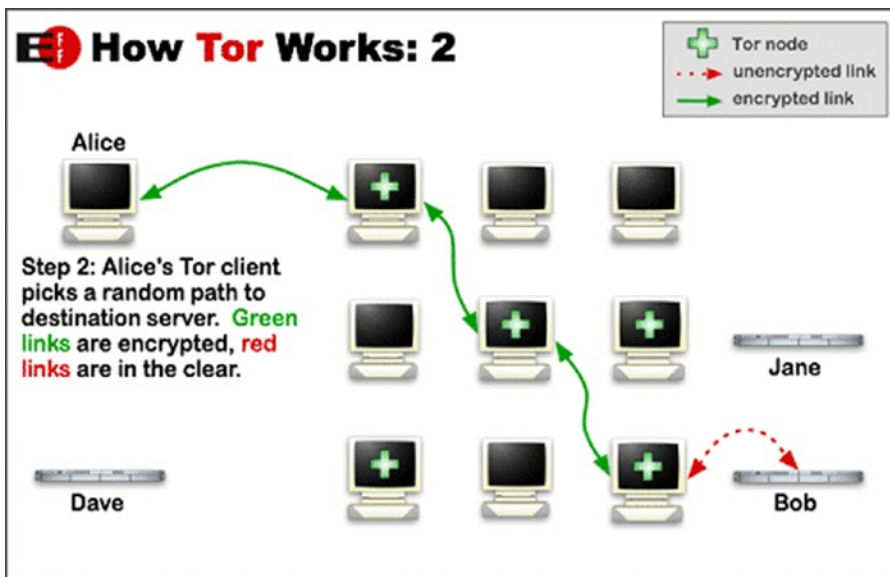 EFF How Tor Works: 2
Tor node
unencrypted link
encrypted link
Alice
Step 2: Alice's Tor client
picks a random path to
destination server. Green
links are encrypted, red
links are in the clear.
Jane
Dave
Bob